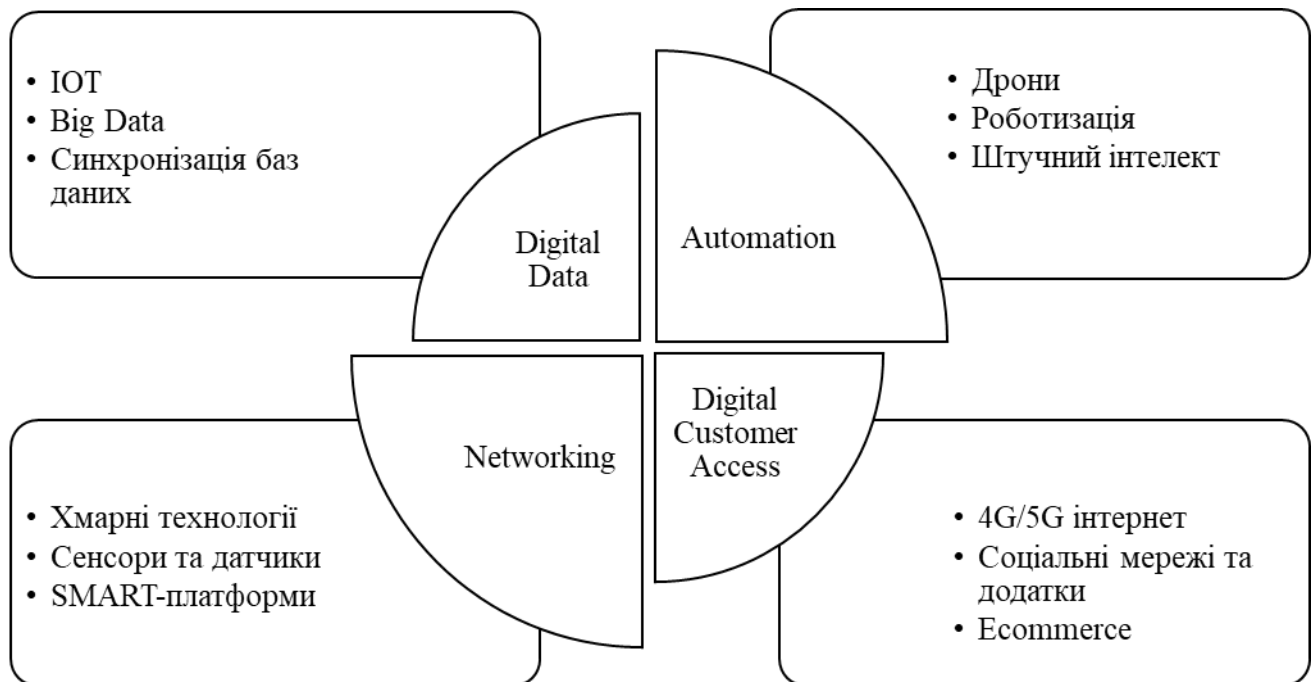 • IOT
• Big Data
• Синхронізація баз
даних
Digital
Data
Automation
• Дрони
• Роботизація
• Штучний інтелект
Networking
• Хмарні технології
• Сенсори та датчики
• SMART-платформи
Digital
Customer
Access
• 4G/5G інтернет
• Соціальні мережі та
додатки
• Ecommerce